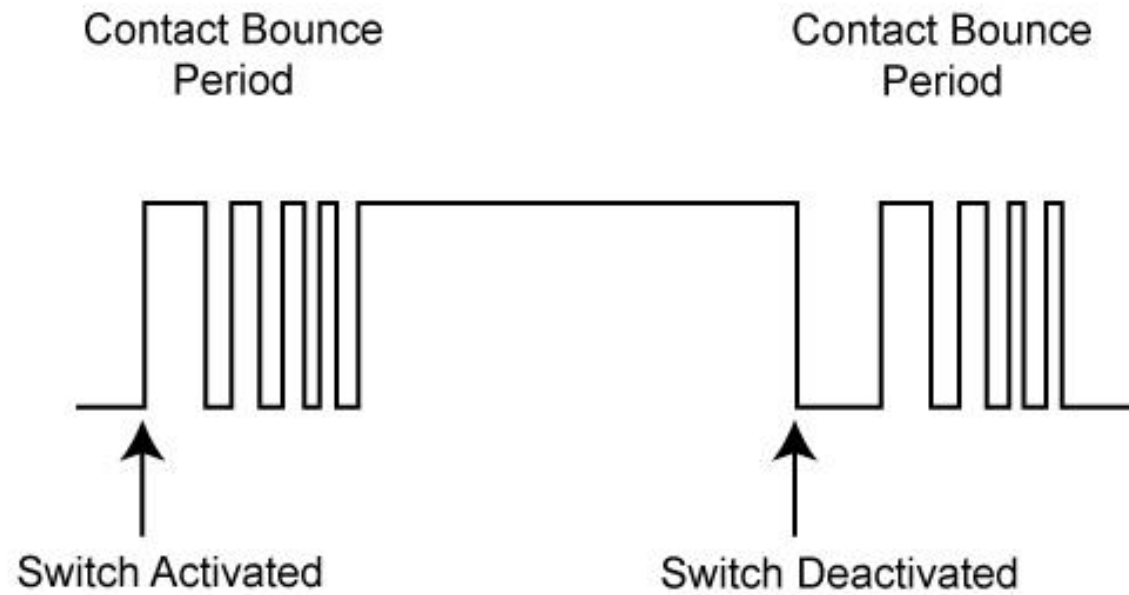 Contact Bounce
Period
Contact Bounce
Period
Switch Activated
Switch Deactivated